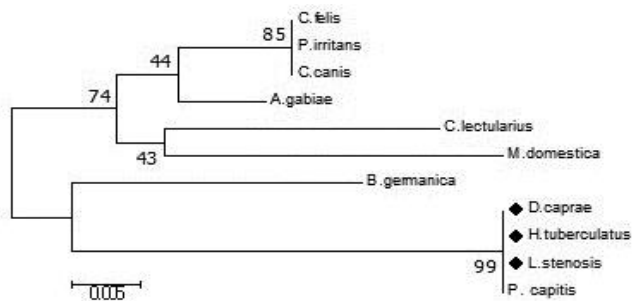 C.felis
85
P.irritans
44
C.canis
74
A.gabiae
C.lectularius
43
M.domestica
B.germanica
D.caprae
H.tuberculatus
99
L.stenosis
P. capitis
0.005